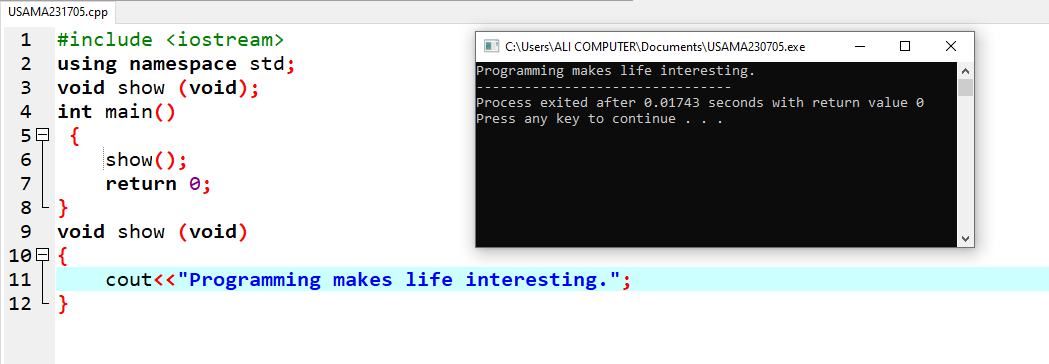 USAMA231705.cpp
1 #include <iostream>
2 using namespace std;
3 void show (void);
4 int main()
5 {
6 show();
7 return 0;
8 }
9 void show (void)
10 {
11 cout<<"Programming makes life interesting.";
12 }
C:\Users\ALI COMPUTER\Documents\USAMA230705.exe
Programming makes life interesting.
--------------------------------
Process exited after 0.01743 seconds with return value 0
Press any key to continue . . .